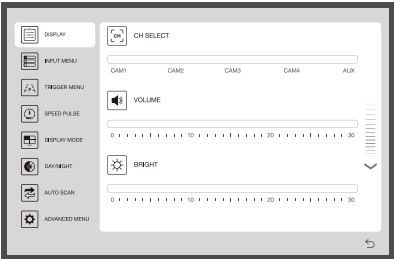 DISPLAY
INPUT MENU
TRIGGER MENU
SPEED PULSE
DISPLAY MODE
DAY/NIGHT
AUTO SCAN
ADVANCED MENU
CH CH SELECT
CAM1 CAM2 CAM3 CAM4 AUX
VOLUME
0 10 20 30
BRIGHT
0 10 20 30